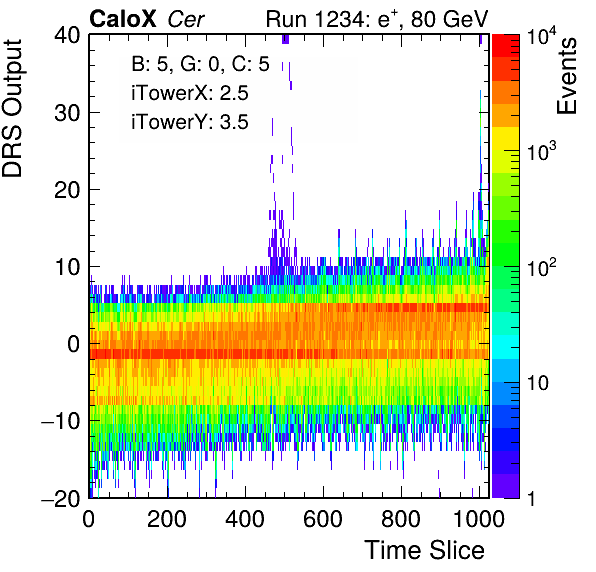 CaloX Cer Run 1234: e+, 80 GeV
DRS Output
Events
B: 5, G: 0, C: 5
iTowerX: 2.5
iTowerY: 3.5
40
30
20
10
0
−10
−20
0 200 400 600 800 1000
Time Slice
10^4
10^3
10^2
10
1